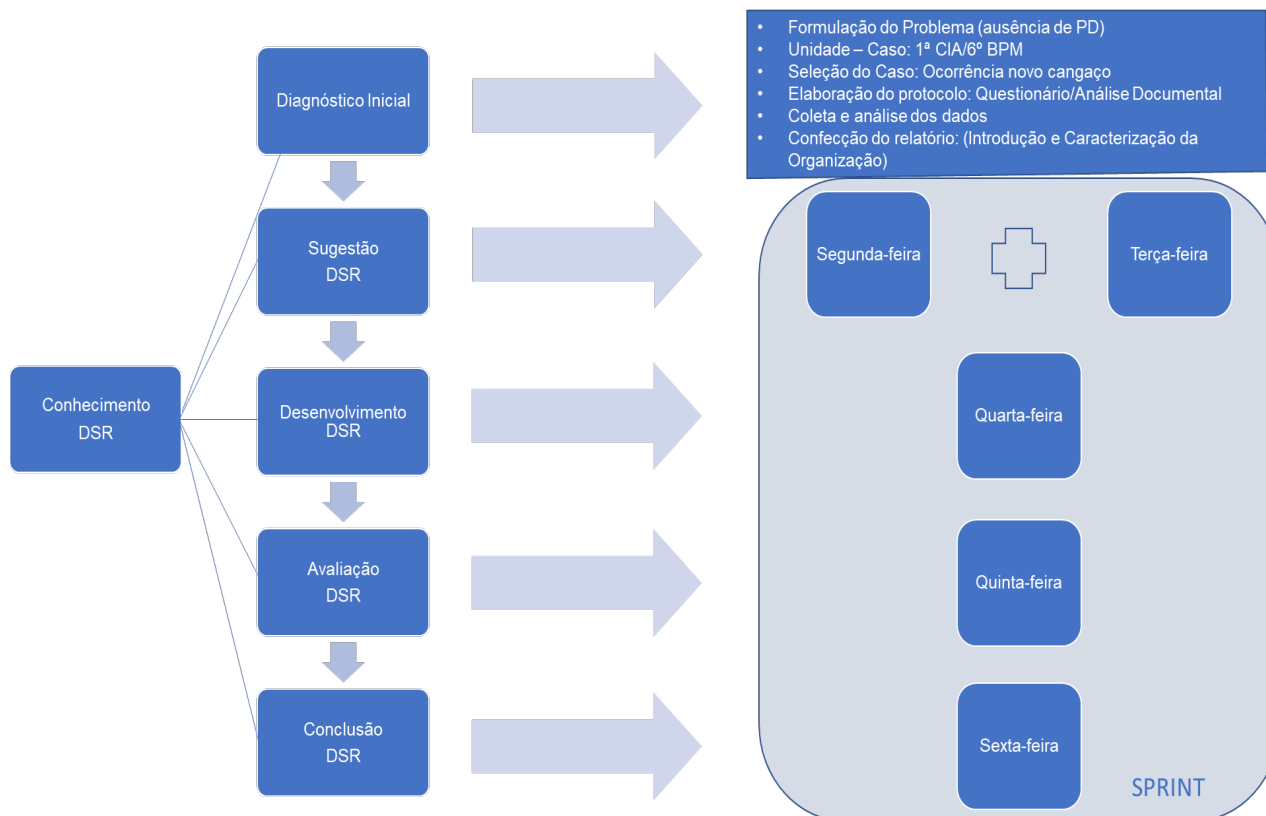 Diagnóstico Inicial
• Formulação do Problema (ausência de PD)
• Unidade – Caso: 1ª CIA/6º BPM
• Seleção do Caso: Ocorrência novo cangaço
• Elaboração do protocolo: Questionário/Análise Documental
• Coleta e análise dos dados
• Confecção do relatório: (Introdução e Caracterização da
Organização)
Sugestão
DSR
Segunda-feira
Terça-feira
Conhecimento
DSR
Desenvolvimento
DSR
Quarta-feira
Avaliação
DSR
Quinta-feira
Conclusão
DSR
Sexta-feira
SPRINT